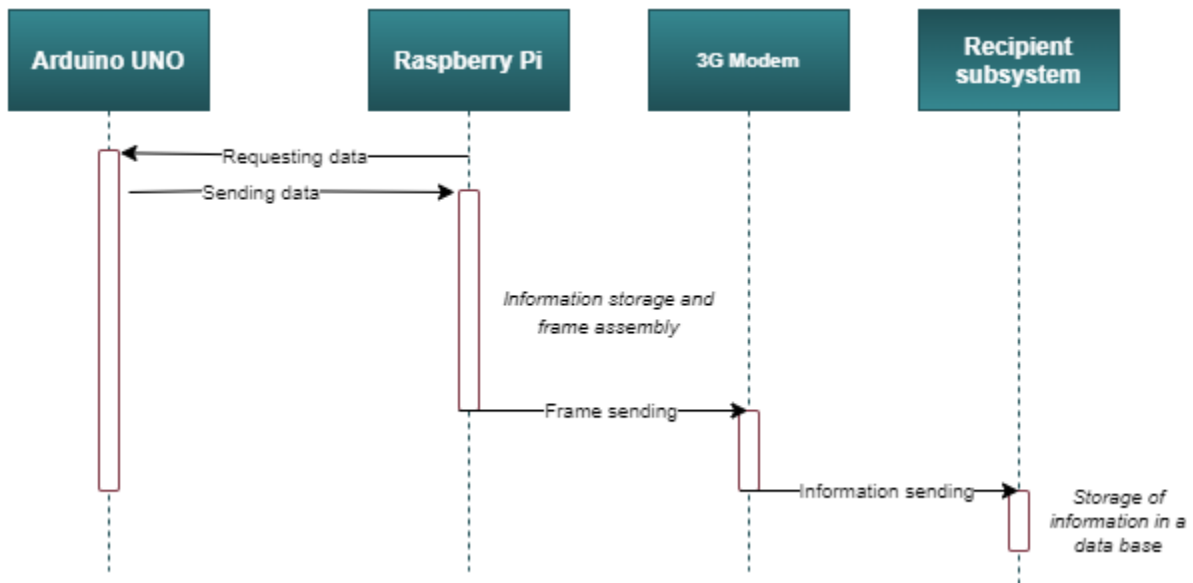 Arduino UNO
Raspberry Pi
3G Modem
Recipient
subsystem
Requesting data
Sending data
Information storage and
frame assembly
Frame sending
Information sending
Storage of
information in a
data base